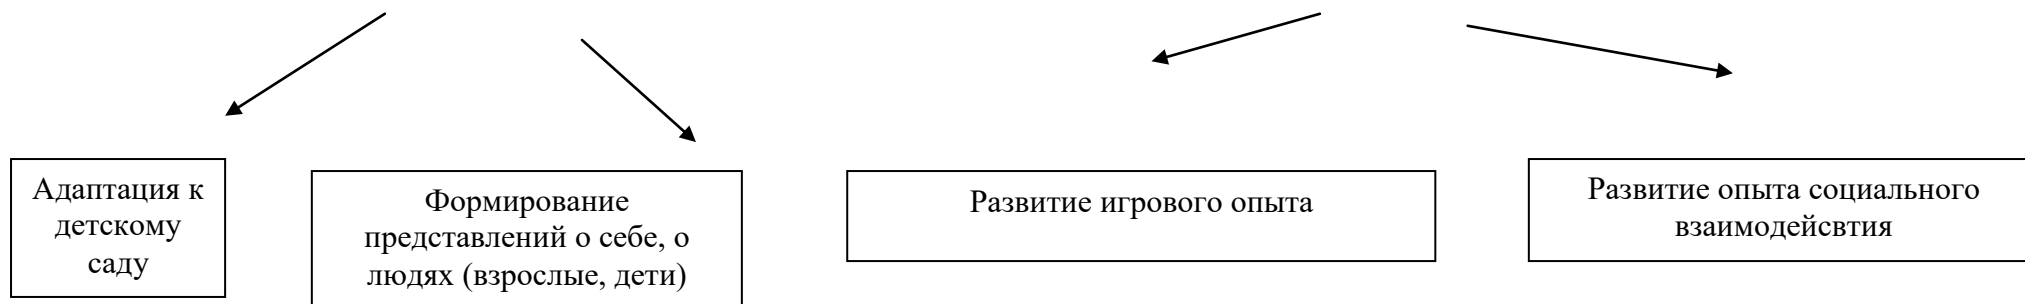 Адаптация к
детскому
саду
Формирование
представлений о себе, о
людях (взрослые, дети)
Развитие игрового опыта
Развитие опыта социального
взаимодейсвтия